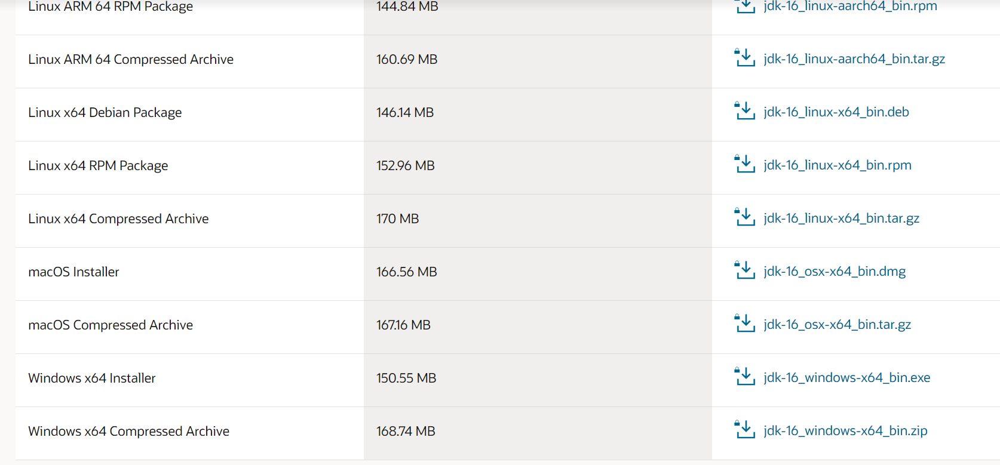 Linux ARM 64 RPM Package 144.84 MB jdk-16_linux-aarch64_bin.rpm
Linux ARM 64 Compressed Archive 160.69 MB jdk-16_linux-aarch64_bin.tar.gz
Linux x64 Debian Package 146.14 MB jdk-16_linux-x64_bin.deb
Linux x64 RPM Package 152.96 MB jdk-16_linux-x64_bin.rpm
Linux x64 Compressed Archive 170 MB jdk-16_linux-x64_bin.tar.gz
macOS Installer 166.56 MB jdk-16_osx-x64_bin.dmg
macOS Compressed Archive 167.16 MB jdk-16_osx-x64_bin.tar.gz
Windows x64 Installer 150.55 MB jdk-16_windows-x64_bin.exe
Windows x64 Compressed Archive 168.74 MB jdk-16_windows-x64_bin.zip